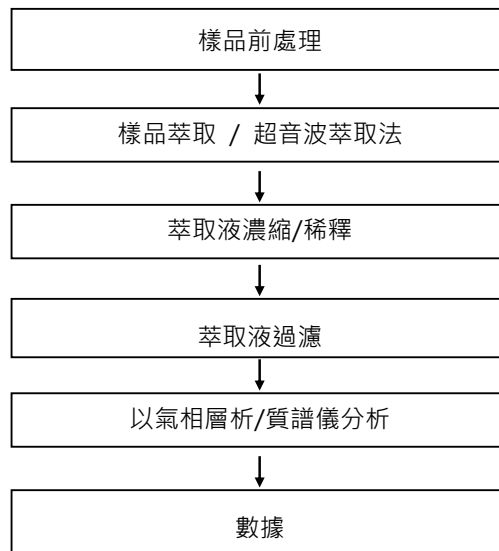 樣品前處理
樣品萃取 / 超音波萃取法
萃取液濃縮/稀釋
萃取液過濾
以氣相層析/質譜儀分析
數據